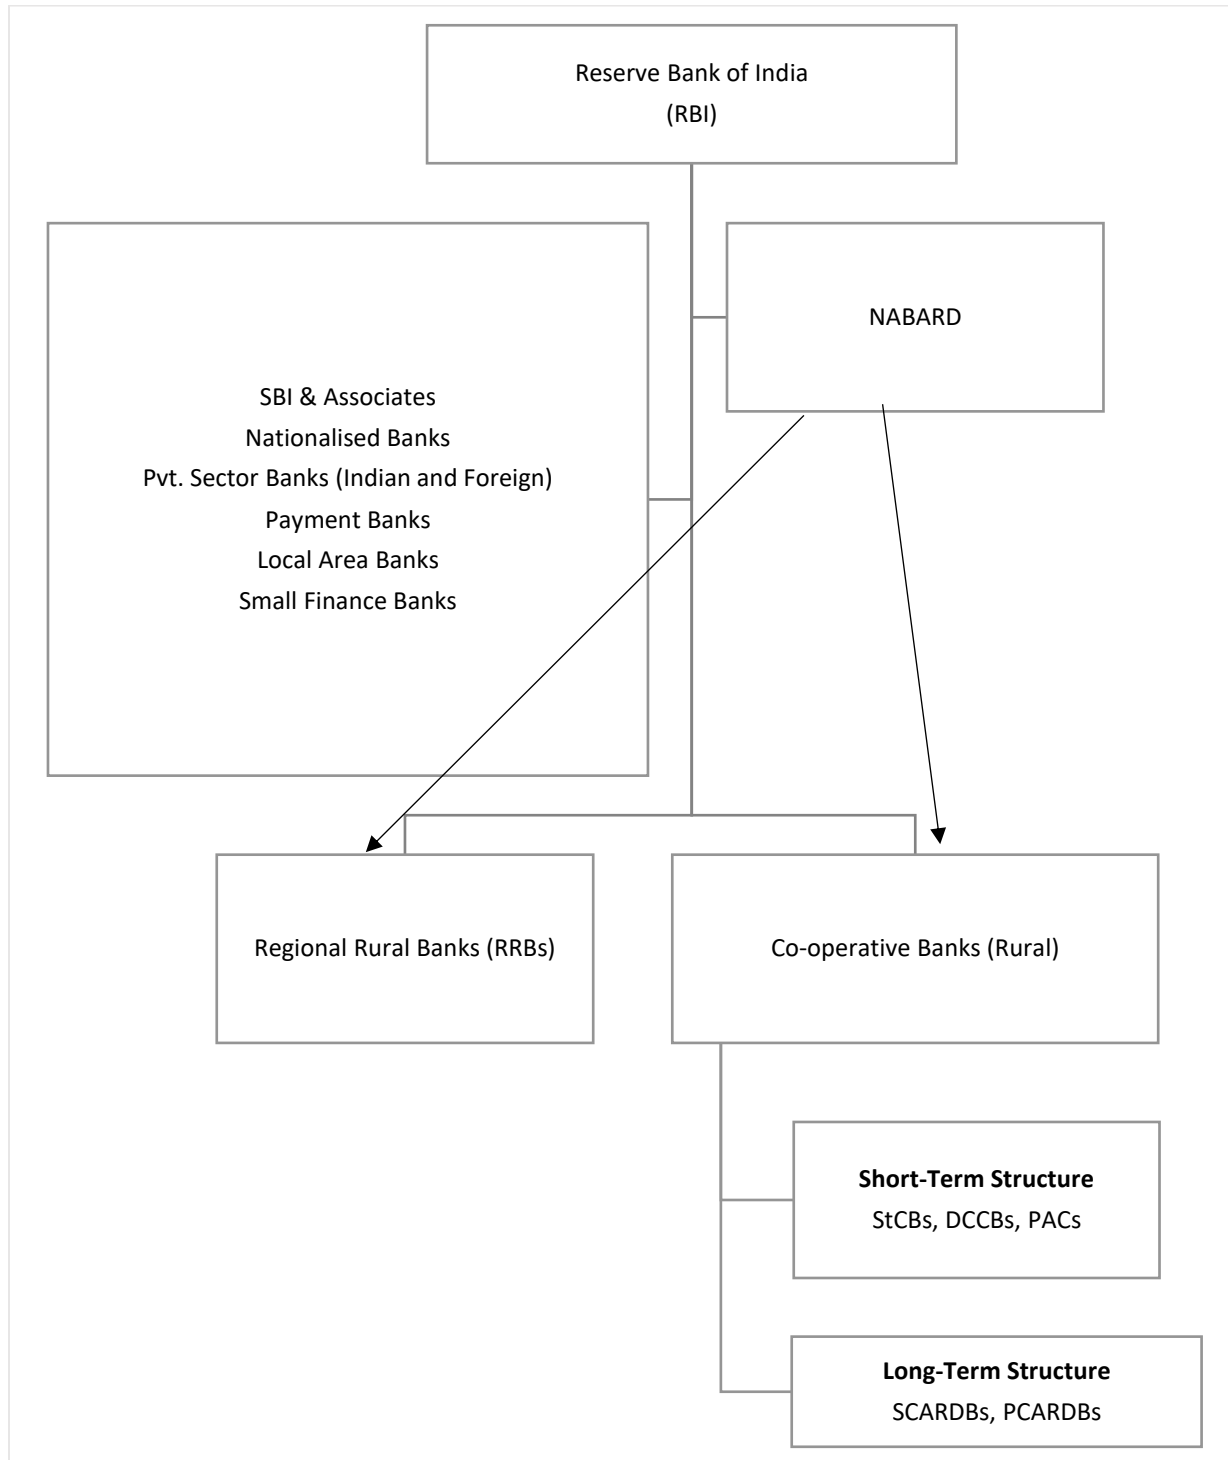 Reserve Bank of India
(RBI)
NABARD
SBI & Associates
Nationalised Banks
Pvt. Sector Banks (Indian and Foreign)
Payment Banks
Local Area Banks
Small Finance Banks
Regional Rural Banks (RRBs)
Co-operative Banks (Rural)
Short-Term Structure
StCBs, DCCBs, PACs
Long-Term Structure
SCARDBs, PCARDBs